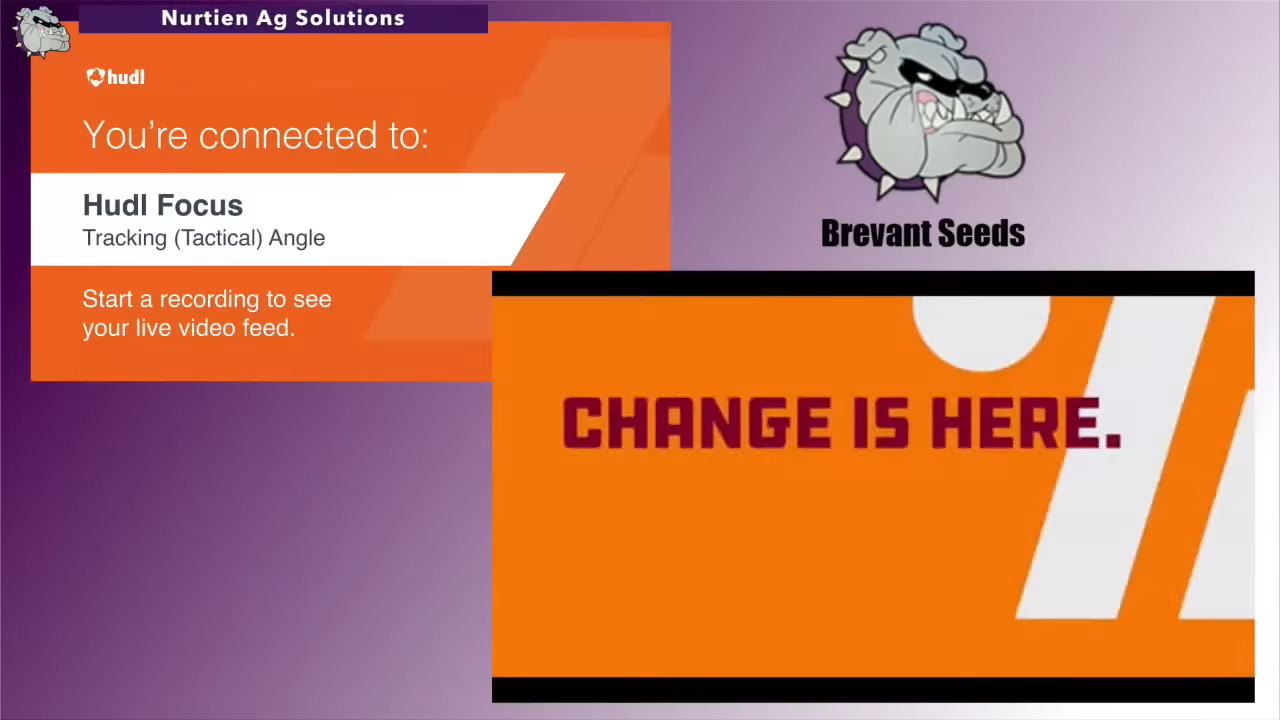 Nurtien Ag Solutions
hudl
You're connected to:
Hudl Focus
Tracking (Tactical) Angle
Start a recording to see
your live video feed.
Brevant Seeds
CHANGE IS HERE.